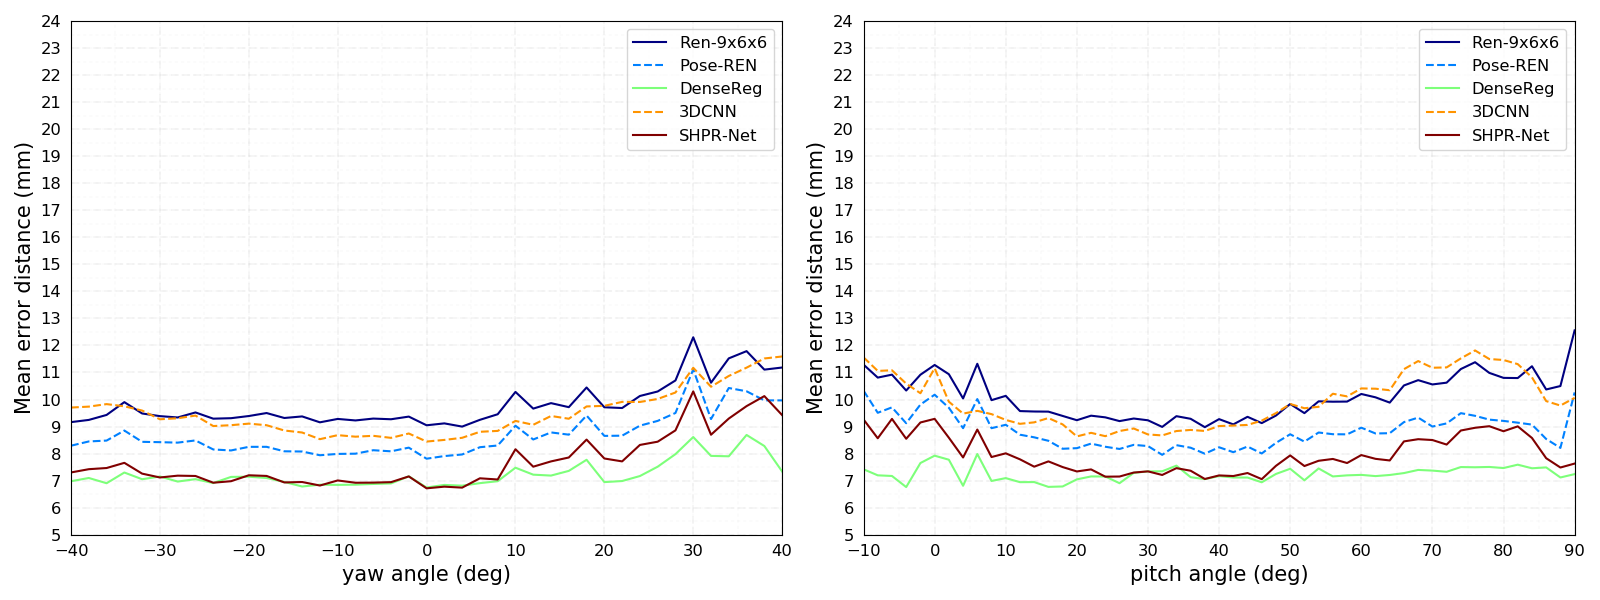 24
23
22
21
20
19
18
17
16
15
14
13
12
11
10
9
8
7
6
5
Mean error distance (mm)
−40 −30 −20 −10 0 10 20 30 40
yaw angle (deg)
Ren-9x6x6
Pose-REN
DenseReg
3DCNN
SHPR-Net
24
23
22
21
20
19
18
17
16
15
14
13
12
11
10
9
8
7
6
5
Mean error distance (mm)
−10 0 10 20 30 40 50 60 70 80 90
pitch angle (deg)
Ren-9x6x6
Pose-REN
DenseReg
3DCNN
SHPR-Net